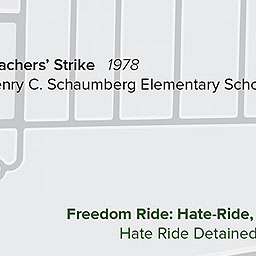 achers’ Strike 1978
enry C. Schaumberg Elementary Scho
Freedom Ride: Hate-Ride,
Hate Ride Detained